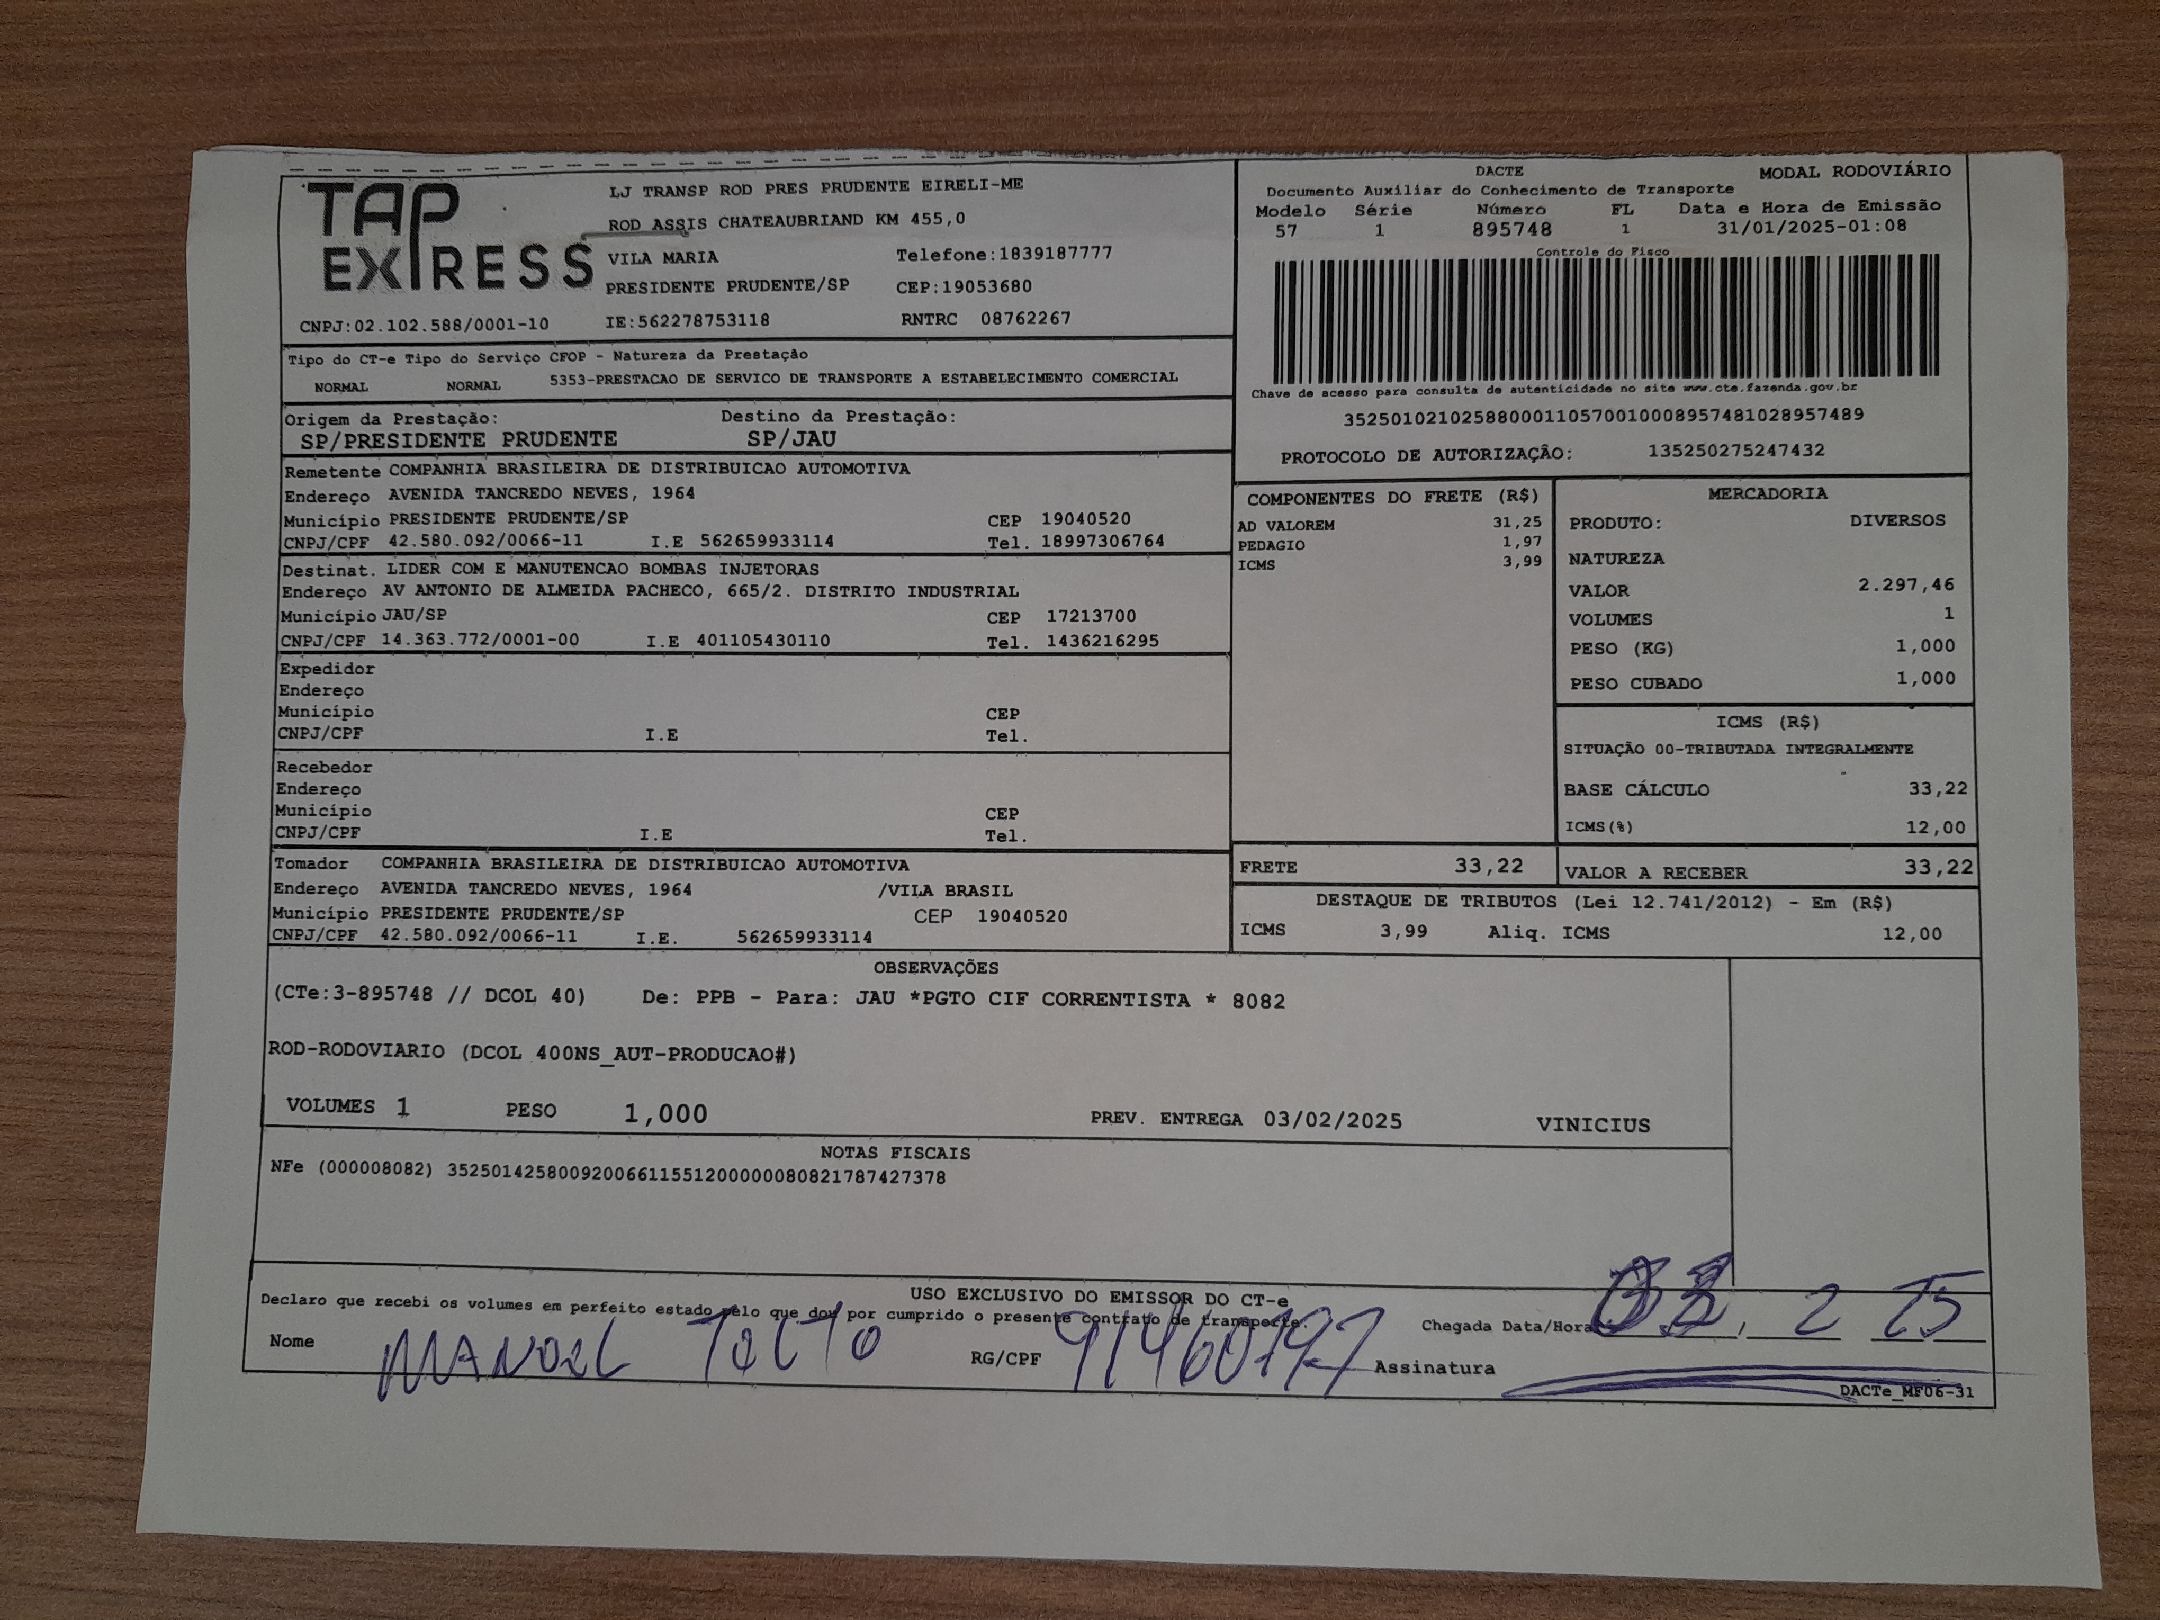 TAP EXPRESS
LJ TRANSP ROD PRES PRUDENTE EIRELI-ME
ROD ASSIS CHATEAUBRIAND KM 455,0
VILA MARIA Telefone:1839187777
PRESIDENTE PRUDENTE/SP CEP:19053680
CNPJ:02.102.588/0001-10 IE:562278753118 RNTRC 08762267
DACTE MODAL RODOVIÁRIO
Documento Auxiliar do Conhecimento de Transporte
Modelo Série Número FL Data e Hora de Emissão
57 1 895748 1 31/01/2025-01:08
Controle do Fisco
Chave de acesso para consulta de autenticidade no site www.cte.fazenda.gov.br
35250102102588000110570010008957481028957489
PROTOCOLO DE AUTORIZAÇÃO: 135250275247432
Tipo do CT-e Tipo do Serviço CFOP - Natureza da Prestação
NORMAL NORMAL 5353-PRESTACAO DE SERVICO DE TRANSPORTE A ESTABELECIMENTO COMERCIAL
Origem da Prestação: Destino da Prestação:
SP/PRESIDENTE PRUDENTE SP/JAU
Remetente COMPANHIA BRASILEIRA DE DISTRIBUICAO AUTOMOTIVA
Endereço AVENIDA TANCREDO NEVES, 1964
Município PRESIDENTE PRUDENTE/SP CEP 19040520
CNPJ/CPF 42.580.092/0066-11 I.E 562659933114 Tel. 18997306764
Destinat. LIDER COM E MANUTENCAO BOMBAS INJETORAS
Endereço AV ANTONIO DE ALMEIDA PACHECO, 665/2. DISTRITO INDUSTRIAL
Município JAU/SP CEP 17213700
CNPJ/CPF 14.363.772/0001-00 I.E 401105430110 Tel. 1436216295
Expedidor
Endereço
Município CEP
CNPJ/CPF I.E Tel.
Recebedor
Endereço
Município CEP
CNPJ/CPF I.E Tel.
Tomador COMPANHIA BRASILEIRA DE DISTRIBUICAO AUTOMOTIVA
Endereço AVENIDA TANCREDO NEVES, 1964 /VILA BRASIL
Município PRESIDENTE PRUDENTE/SP CEP 19040520
CNPJ/CPF 42.580.092/0066-11 I.E. 562659933114
COMPONENTES DO FRETE (R$)
AD VALOREM 31,25
PEDAGIO 1,97
ICMS 3,99
MERCADORIA
PRODUTO: DIVERSOS
NATUREZA
VALOR 2.297,46
VOLUMES 1
PESO (KG) 1,000
PESO CUBADO 1,000
ICMS (R$)
SITUAÇÃO 00-TRIBUTADA INTEGRALMENTE
BASE CÁLCULO 33,22
ICMS(%) 12,00
FRETE 33,22 VALOR A RECEBER 33,22
DESTAQUE DE TRIBUTOS (Lei 12.741/2012) - Em (R$)
ICMS 3,99 Aliq. ICMS 12,00
OBSERVAÇÕES
(CTe:3-895748 // DCOL 40) De: PPB - Para: JAU *PGTO CIF CORRENTISTA * 8082
ROD-RODOVIARIO (DCOL 400NS_AUT-PRODUCAO#)
VOLUMES 1 PESO 1,000 PREV. ENTREGA 03/02/2025 VINICIUS
NOTAS FISCAIS
NFe (000008082) 35250142580092006611551200000080821787427378
USO EXCLUSIVO DO EMISSOR DO CT-e
Declaro que recebi os volumes em perfeito estado pelo que dou por cumprido o presente contrato de transporte.
Chegada Data/Hora 2 25
Nome MANOEL RG/CPF Assinatura
DACTe_MF06-31